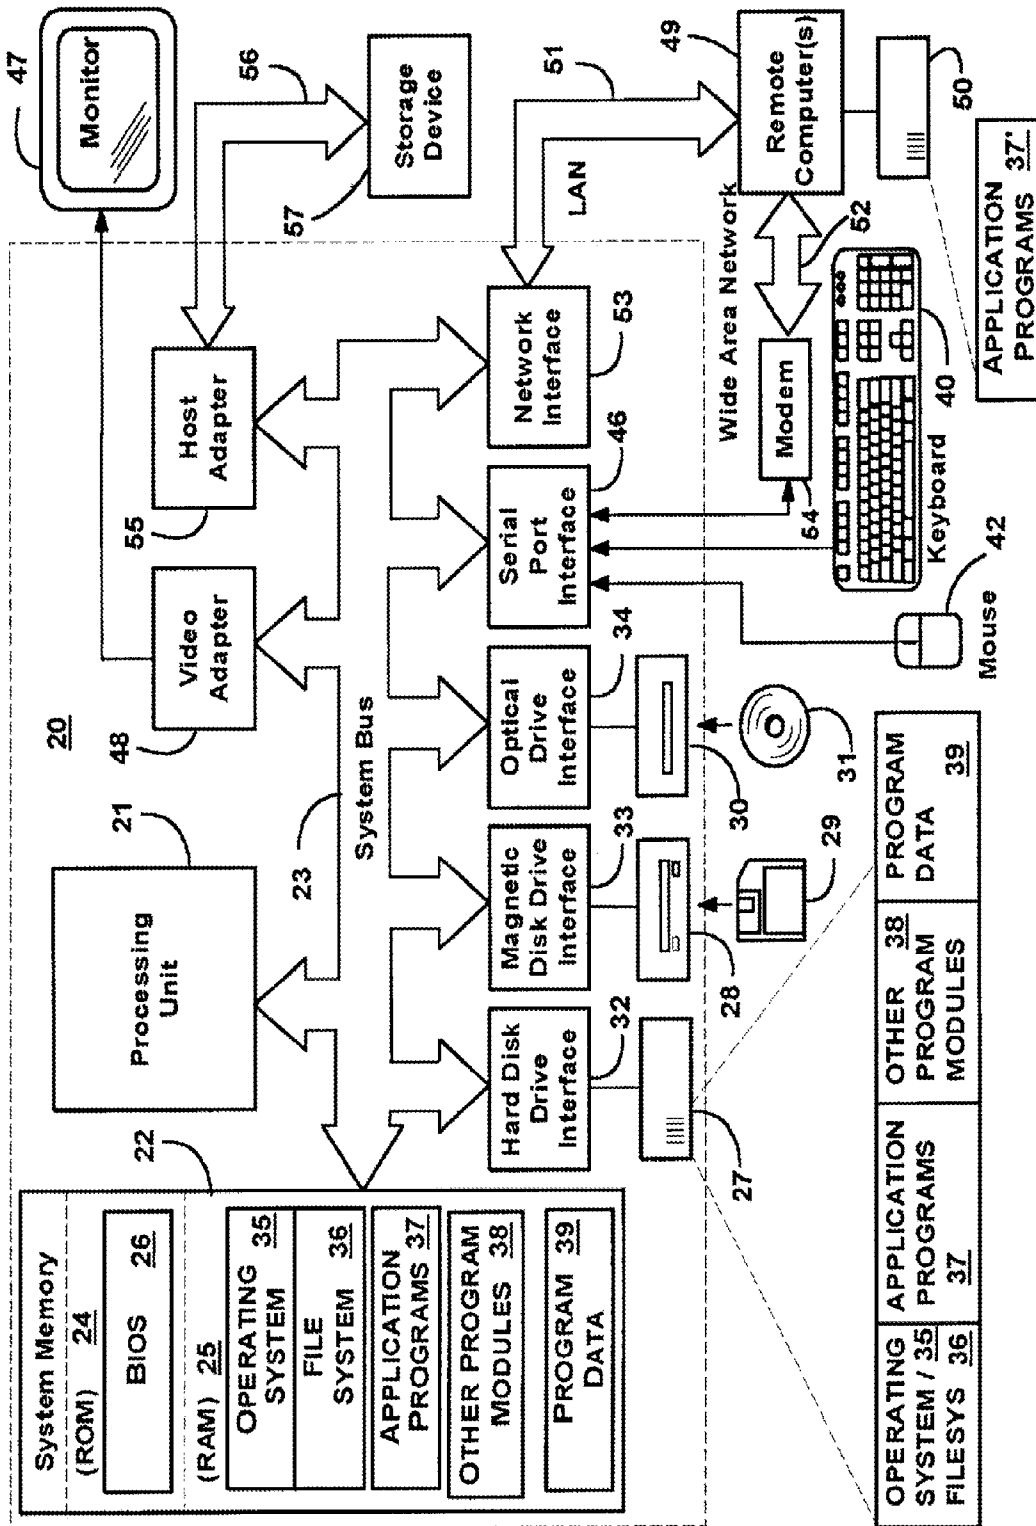 System Memory
(ROM) 24
BIOS 26
(RAM) 25
OPERATING
SYSTEM 35
FILE
SYSTEM 36
APPLICATION
PROGRAMS 37
OTHER PROGRAM
MODULES 38
PROGRAM
DATA 39
22
Processing
Unit
21
20
Video
Adapter
48
Host
Adapter
55
Monitor
47
56
Storage
Device
57
23
System Bus
Hard Disk
Drive
Interface
32
Magnetic
Disk Drive
Interface
33
Optical
Drive
Interface
34
Serial
Port
Interface
46
Network
Interface
53
LAN
51
27
28
29
30
31
Wide Area Network
Modem
54
52
Remote
Computer(s)
49
50
Keyboard
40
Mouse
42
OPERATING
SYSTEM / 35
FILESYS 36
APPLICATION
PROGRAMS
37
OTHER 38
PROGRAM
MODULES
PROGRAM
DATA 39
APPLICATION
PROGRAMS 37'